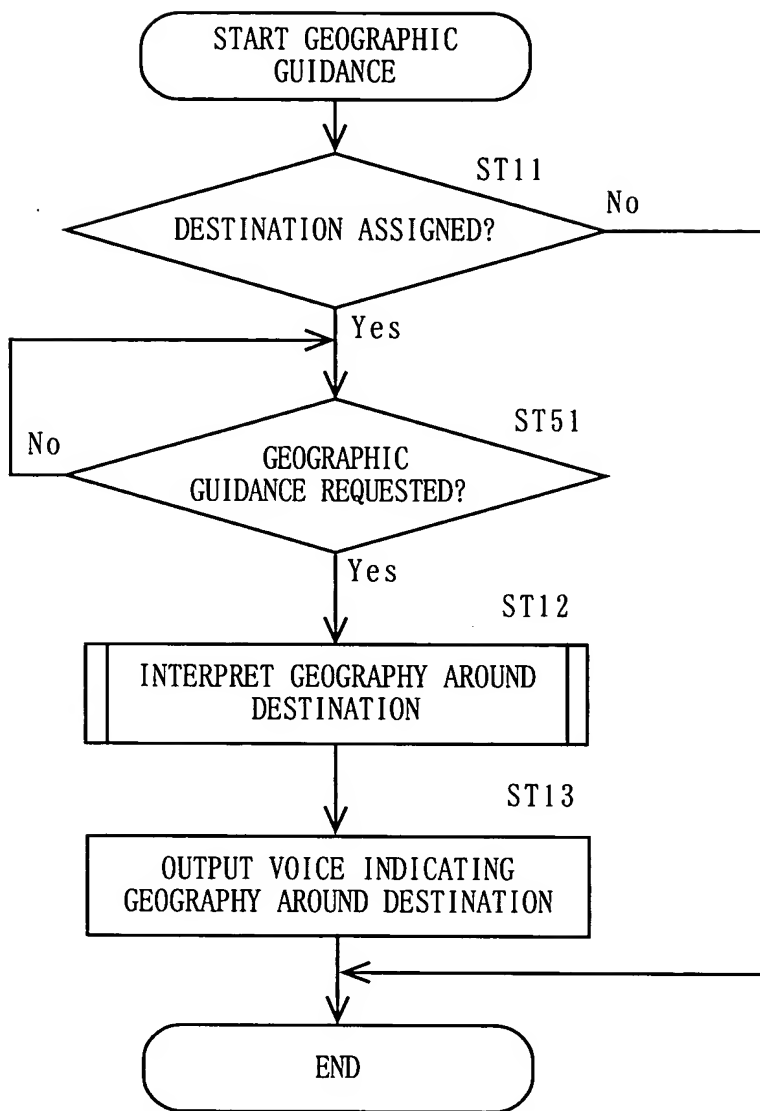 START GEOGRAPHIC
GUIDANCE
ST11
No
DESTINATION ASSIGNED?
Yes
ST51
No
GEOGRAPHIC
GUIDANCE REQUESTED?
Yes
ST12
INTERPRET GEOGRAPHY AROUND
DESTINATION
ST13
OUTPUT VOICE INDICATING
GEOGRAPHY AROUND DESTINATION
END